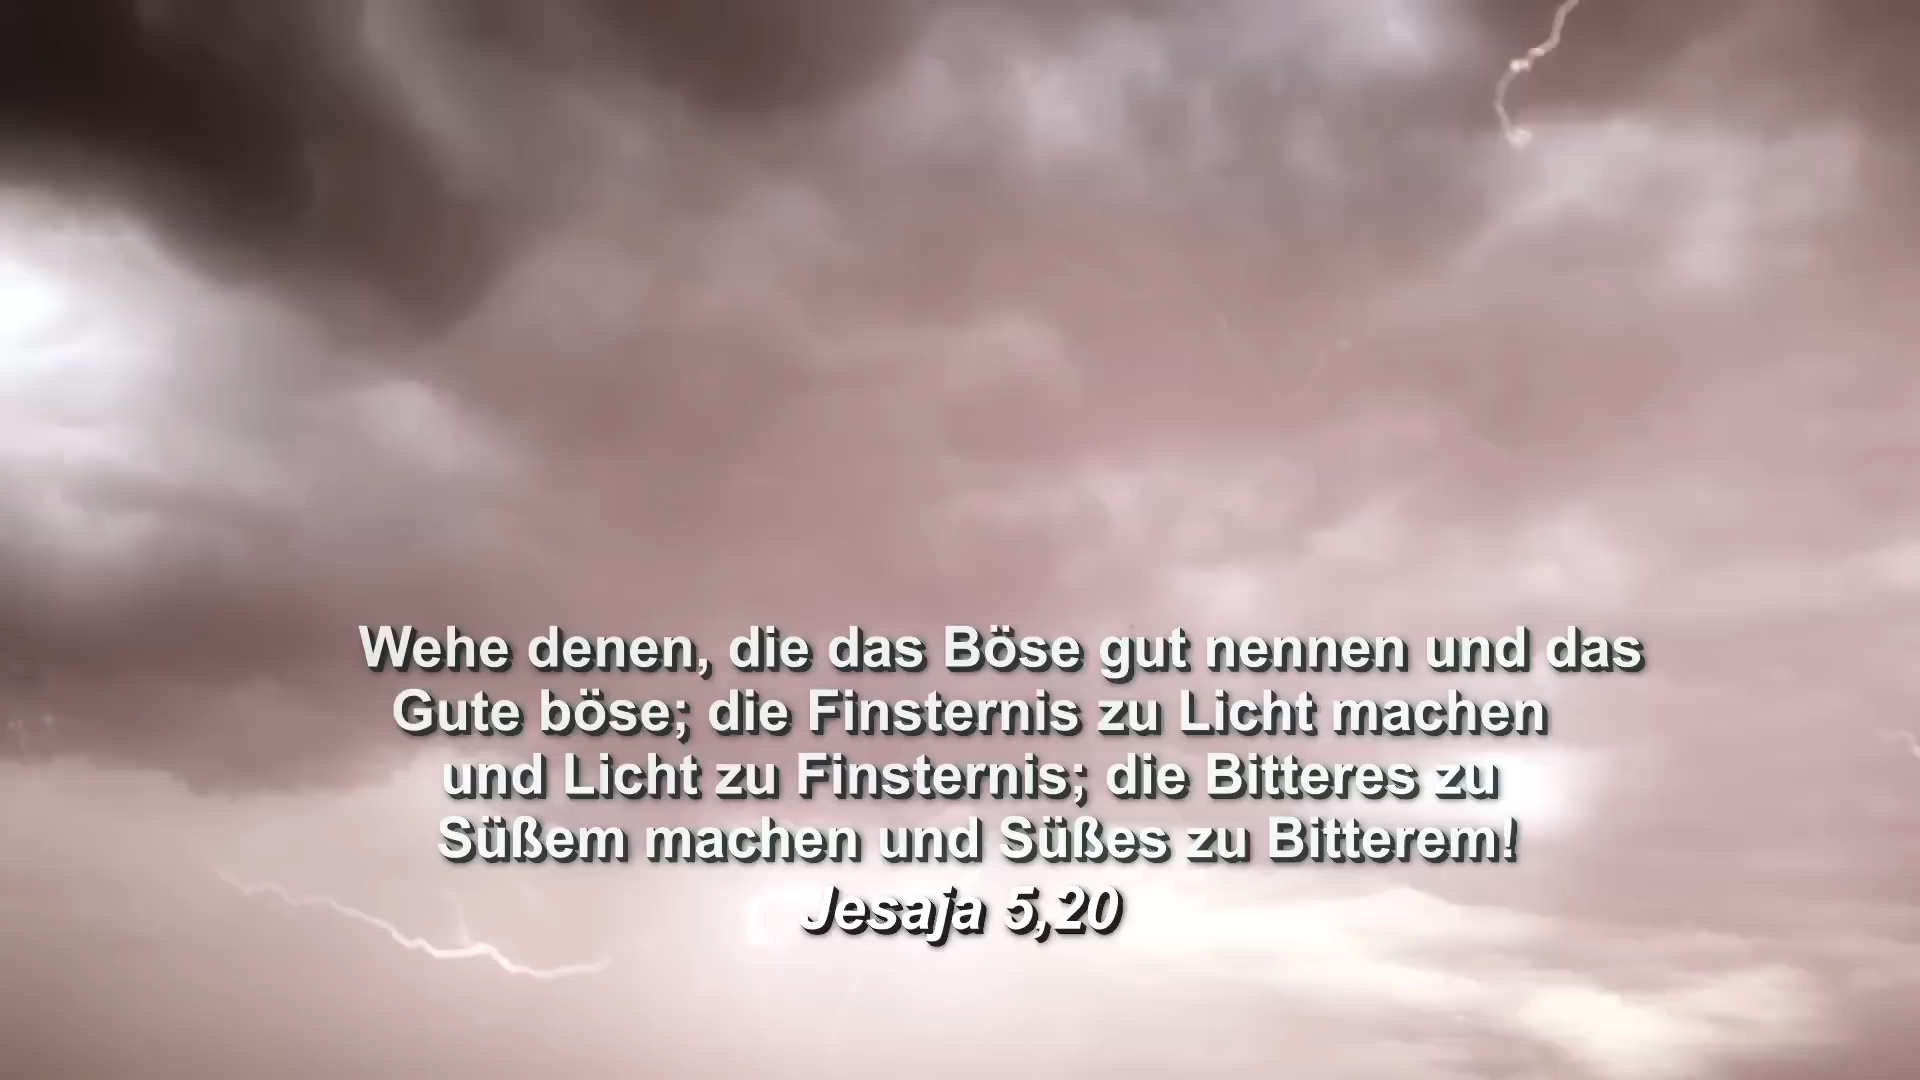 Wehe denen, die das Böse gut nennen und das
Gute böse; die Finsternis zu Licht machen
und Licht zu Finsternis; die Bitteres zu
Süßem machen und Süßes zu Bitterem!
Jesaja 5,20